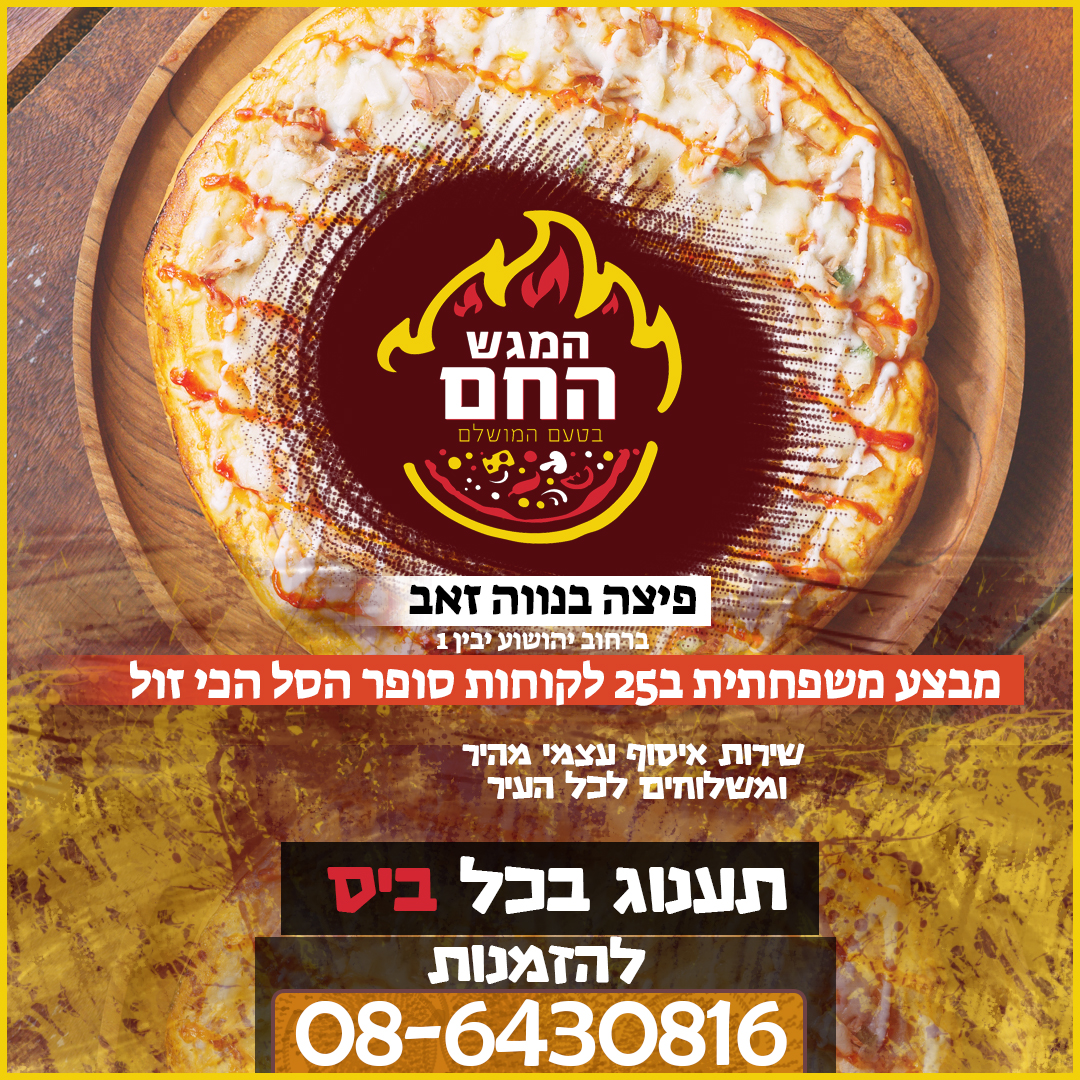 המגש
החם
בטעם המושלם
פיצה בנווה זאב
ברחוב יהושוע יבין 1
מבצע משפחתית ב25 לקוחות סופר הסל הכי זול
שירות איסוף עצמי מהיר
ומשלוחים לכל העיר
תענוג בכל ביס
להזמנות
08-6430816